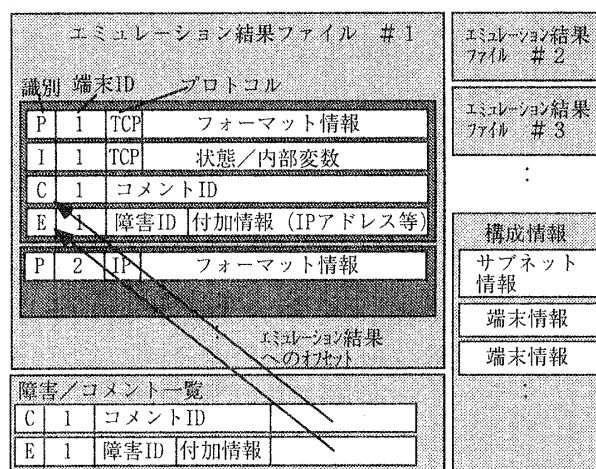 エミュレーション結果ファイル #1
識別 端末ID プロトコル
P 1 TCP フォーマット情報
I 1 TCP 状態/内部変数
C 1 コメントID
E 1 障害ID 付加情報(IPアドレス等)
P 2 IP フォーマット情報
:
エミュレーション結果
へのオフセット
障害/コメント一覧
C 1 コメントID
E 1 障害ID 付加情報
エミュレーション結果
ファイル #2
エミュレーション結果
ファイル #3
:
構成情報
サブネット
情報
端末情報
端末情報
: